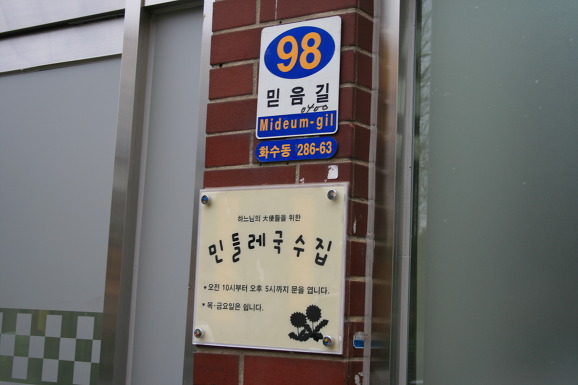 98
믿음길
Mideum-gil
화수동 286-63
하느님의 大使들을 위한
민들레국수집
* 오전 10시부터 오후 5시까지 문을 엽니다.
* 목·금요일은 쉽니다.